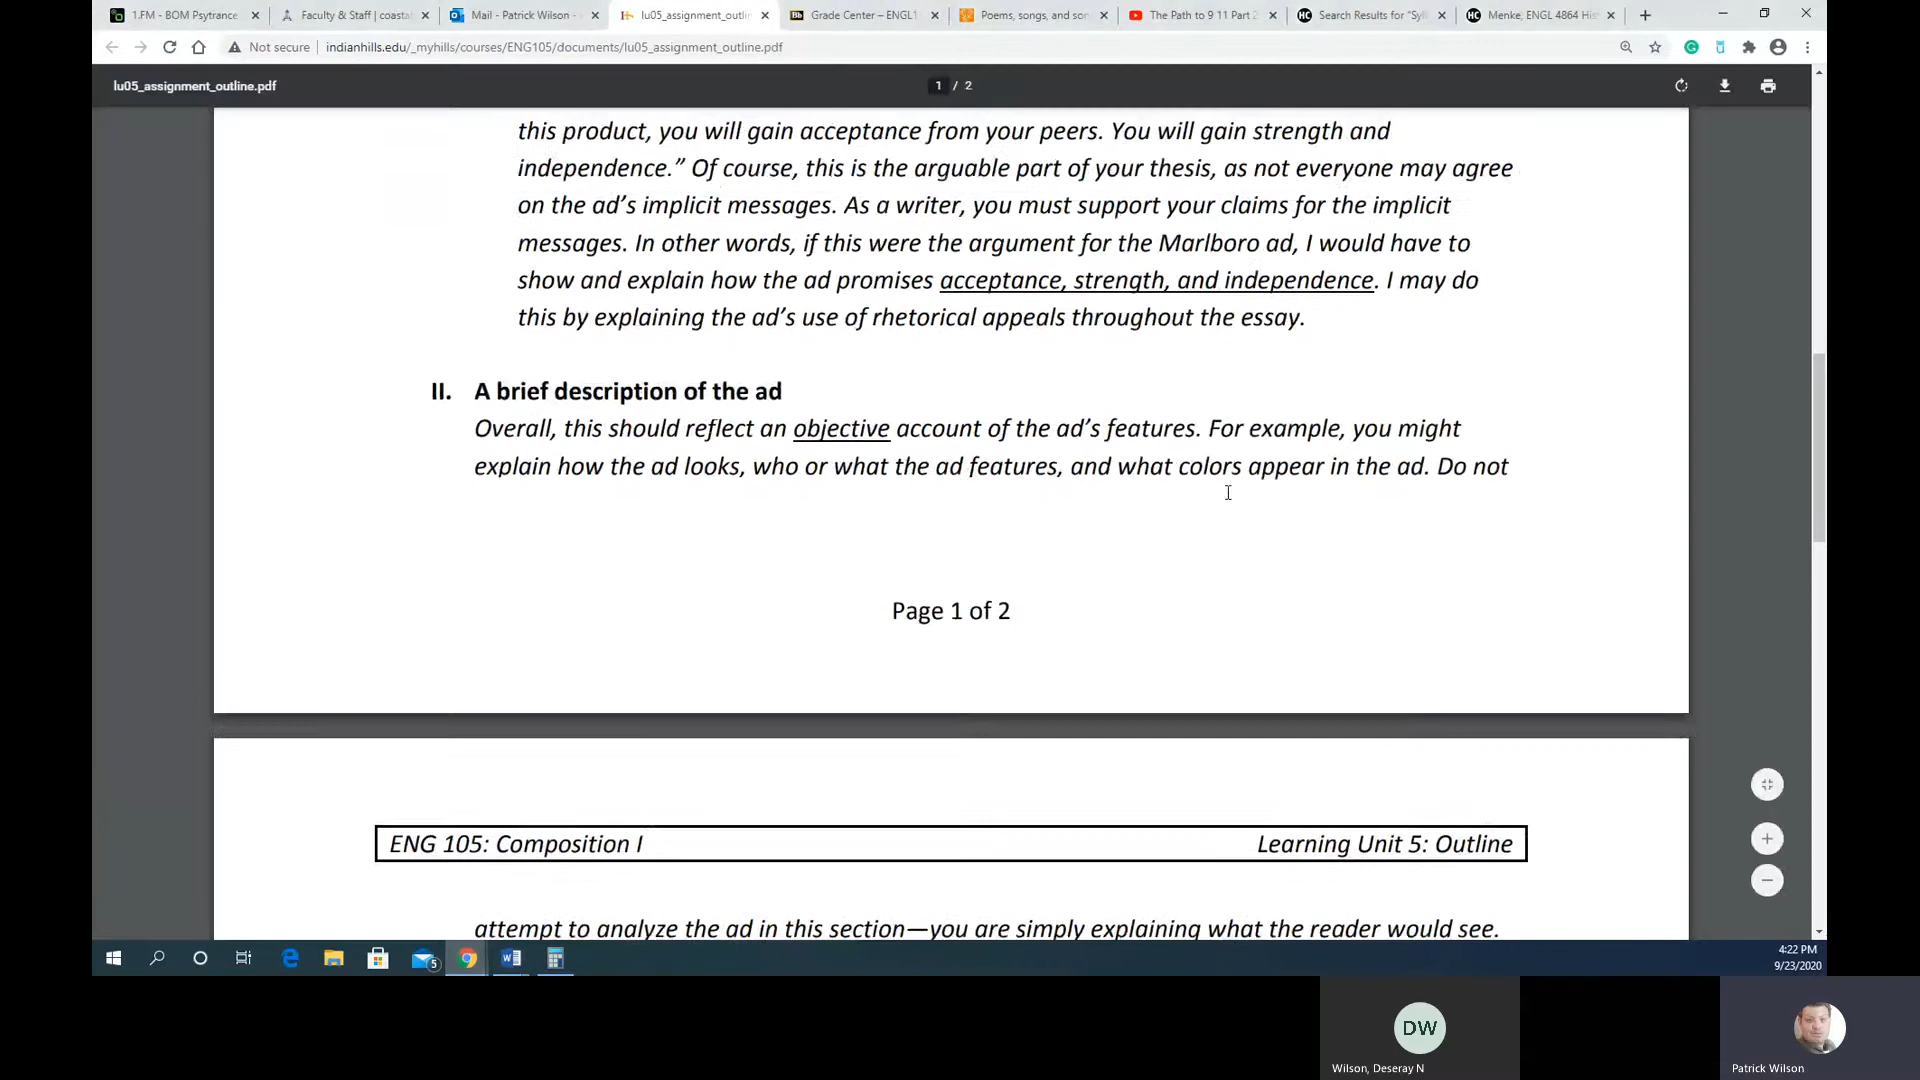 1.FM - BOM Psytrance
Faculty & Staff | coasta
Mail - Patrick Wilson -
lu05_assignment_outlin
Bb Grade Center – ENGL1
Poems, songs, and son
The Path to 9 11 Part 2
HC Search Results for "Syll
HC Menke, ENGL 4864 His
Not secure | indianhills.edu/_myhills/courses/ENG105/documents/lu05_assignment_outline.pdf
lu05_assignment_outline.pdf
1 / 2
this product, you will gain acceptance from your peers. You will gain strength and
independence.” Of course, this is the arguable part of your thesis, as not everyone may agree
on the ad’s implicit messages. As a writer, you must support your claims for the implicit
messages. In other words, if this were the argument for the Marlboro ad, I would have to
show and explain how the ad promises acceptance, strength, and independence. I may do
this by explaining the ad’s use of rhetorical appeals throughout the essay.
II. A brief description of the ad
Overall, this should reflect an objective account of the ad’s features. For example, you might
explain how the ad looks, who or what the ad features, and what colors appear in the ad. Do not
Page 1 of 2
ENG 105: Composition I Learning Unit 5: Outline
attempt to analyze the ad in this section—you are simply explaining what the reader would see.
5
4:22 PM
9/23/2020
DW
Wilson, Deseray N
Patrick Wilson